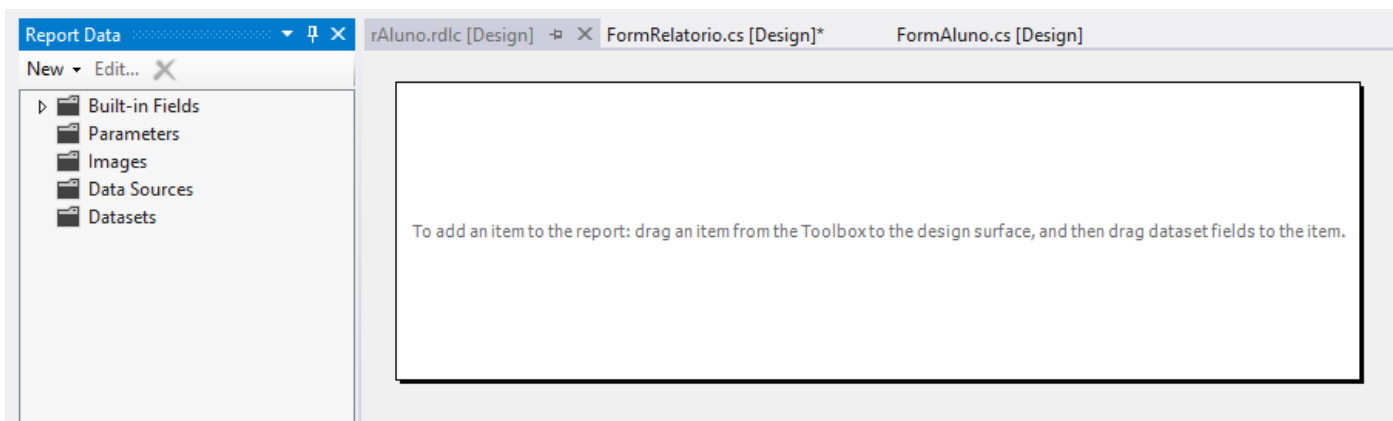 Report Data
rAluno.rdlc [Design] FormRelatorio.cs [Design]* FormAluno.cs [Design]
New Edit...
Built-in Fields
Parameters
Images
Data Sources
Datasets
To add an item to the report: drag an item from the Toolbox to the design surface, and then drag dataset fields to the item.